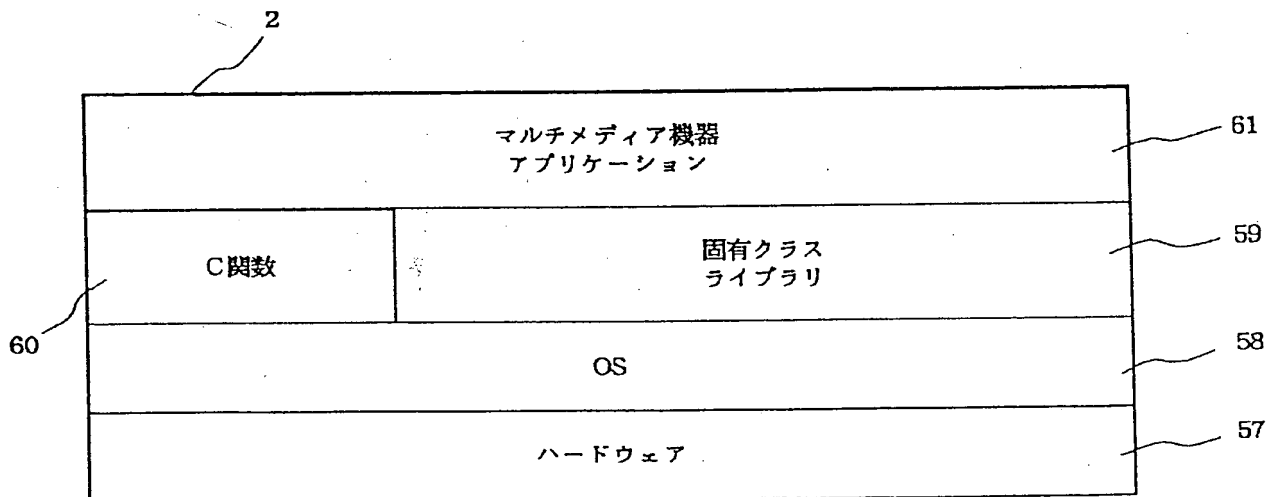 2
マルチメディア機器
アプリケーション
61
C関数
固有クラス
ライブラリ
59
60
OS
58
ハードウェア
57